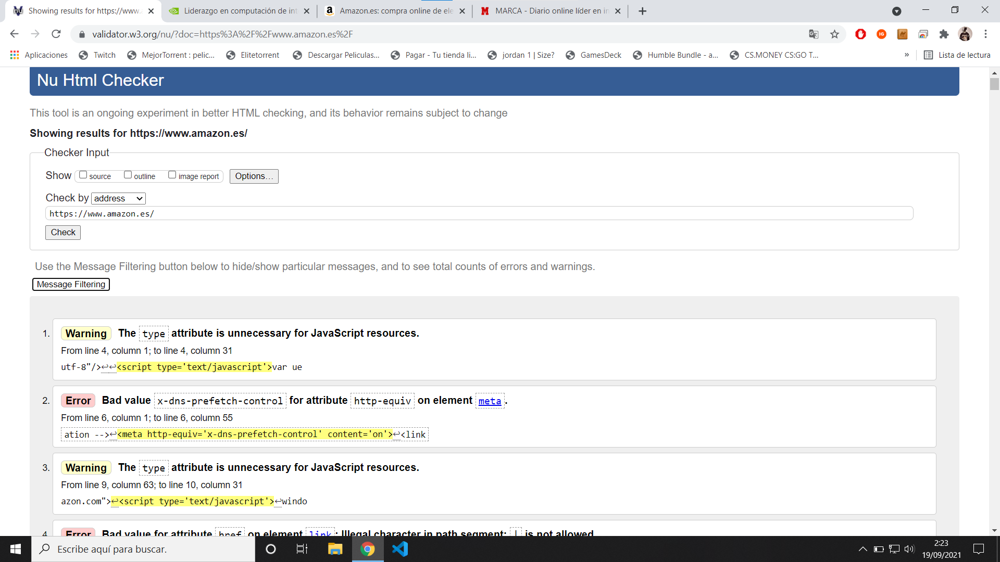 Showing results for https://www.a
Liderazgo en computación de int
Amazon.es: compra online de ele
MARCA - Diario online líder en in
validator.w3.org/nu/?doc=https%3A%2F%2Fwww.amazon.es%2F
Aplicaciones
Twitch
MejorTorrent : pelic...
Elitetorrent
Descargar Peliculas...
Pagar - Tu tienda li...
jordan 1 | Size?
GamesDeck
Humble Bundle - a...
CS.MONEY CS:GO T...
»
Lista de lectura
Nu Html Checker
This tool is an ongoing experiment in better HTML checking, and its behavior remains subject to change
Showing results for https://www.amazon.es/
Checker Input
Show source outline image report Options...
Check by address
https://www.amazon.es/
Check
Use the Message Filtering button below to hide/show particular messages, and to see total counts of errors and warnings.
Message Filtering
1. Warning The type attribute is unnecessary for JavaScript resources.
From line 4, column 1; to line 4, column 31
utf-8"/>↩↩<script type='text/javascript'>var ue
2. Error Bad value x-dns-prefetch-control for attribute http-equiv on element meta.
From line 6, column 1; to line 6, column 55
ation -->↩<meta http-equiv='x-dns-prefetch-control' content='on'>↩<link
3. Warning The type attribute is unnecessary for JavaScript resources.
From line 9, column 63; to line 10, column 31
azon.com">↩<script type='text/javascript'>↩windo
4. Error Bad value for attribute href on element link: Illegal character in path segment: | is not allowed.
Escribe aquí para buscar.
2:23
19/09/2021